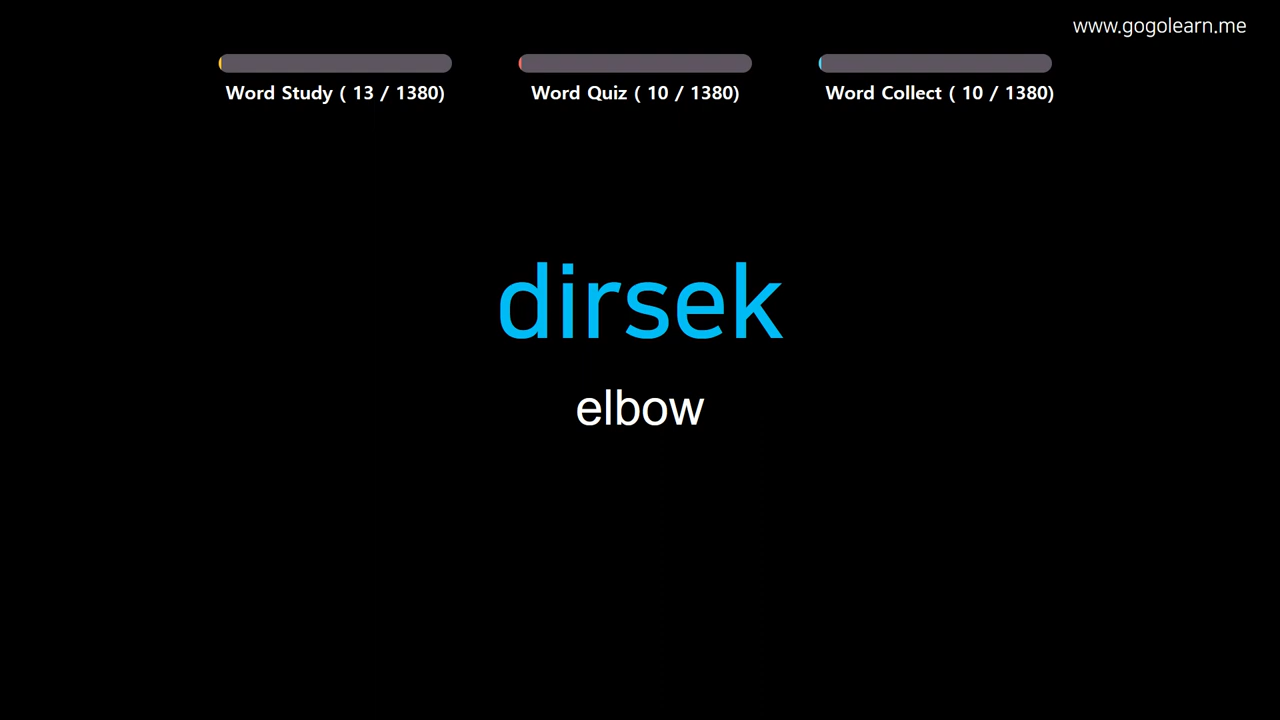 www.gogolearn.me
Word Study ( 13 / 1380)
Word Quiz ( 10 / 1380)
Word Collect ( 10 / 1380)
dirsek
elbow